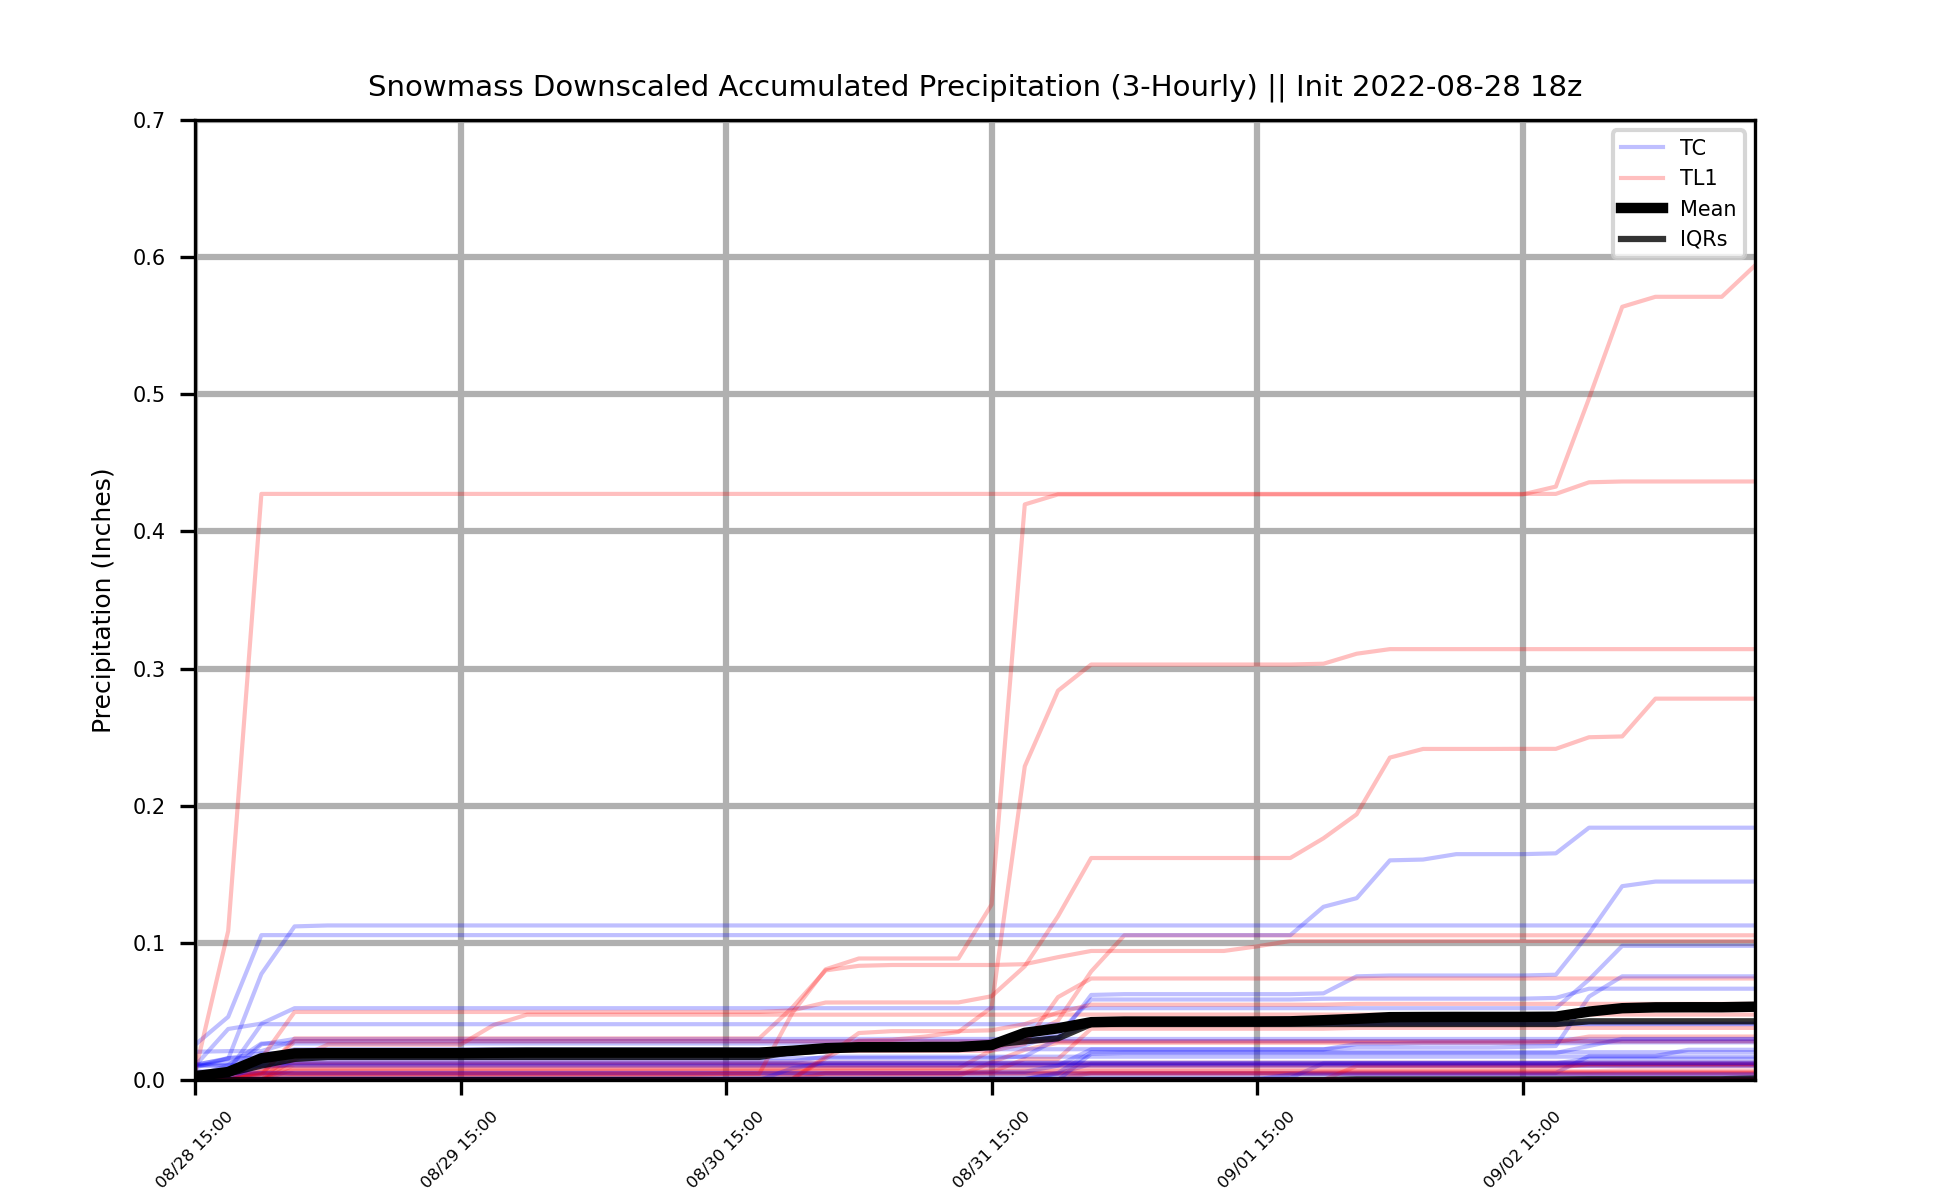 Snowmass Downscaled Accumulated Precipitation (3-Hourly) || Init 2022-08-28 18z
TC
TL1
Mean
IQRs
Precipitation (Inches)
0.7
0.6
0.5
0.4
0.3
0.2
0.1
0.0
08/28 15:00
08/29 15:00
08/30 15:00
08/31 15:00
09/01 15:00
09/02 15:00